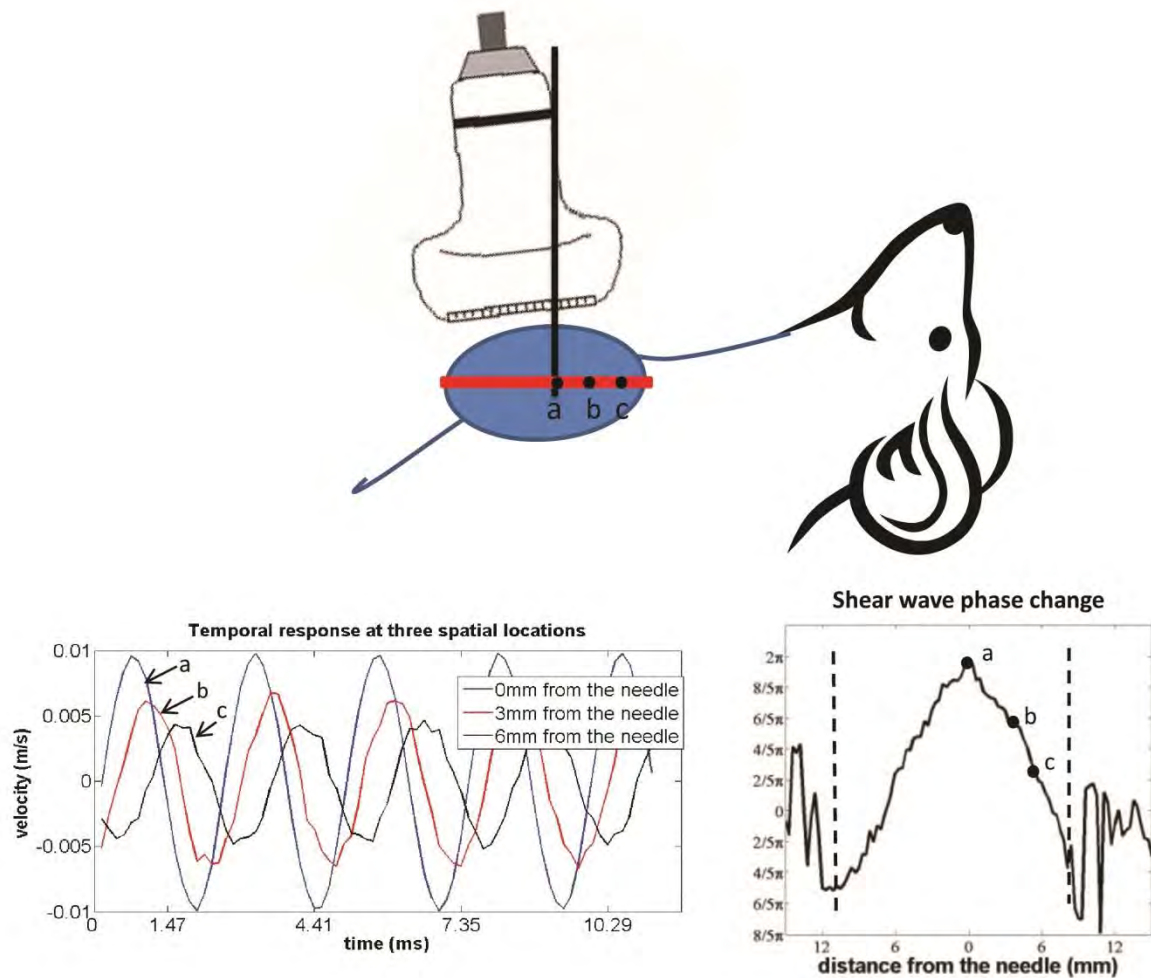 a b c
Temporal response at three spatial locations
0.01
0.005
0
-0.005
-0.01
velocity (m/s)
a
b
c
0mm from the needle
3mm from the needle
6mm from the needle
0 1.47 4.41 7.35 10.29
time (ms)
Shear wave phase change
2π
8/5π
6/5π
4/5π
2/5π
0
2/5π
4/5π
6/5π
8/5π
a
b
c
12 6 0 6 12
distance from the needle (mm)